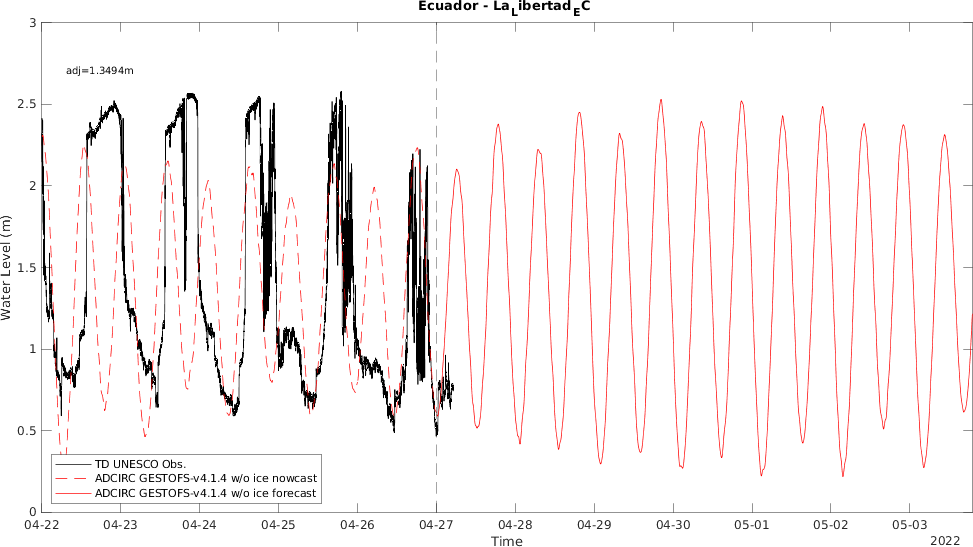 Ecuador - LaLibertadEC
3
adj=1.3494m
2.5
2
1.5
1
0.5
0
Water Level (m)
TD UNESCO Obs.
ADCIRC GESTOFS-v4.1.4 w/o ice nowcast
ADCIRC GESTOFS-v4.1.4 w/o ice forecast
04-22 04-23 04-24 04-25 04-26 04-27 04-28 04-29 04-30 05-01 05-02 05-03
Time
2022